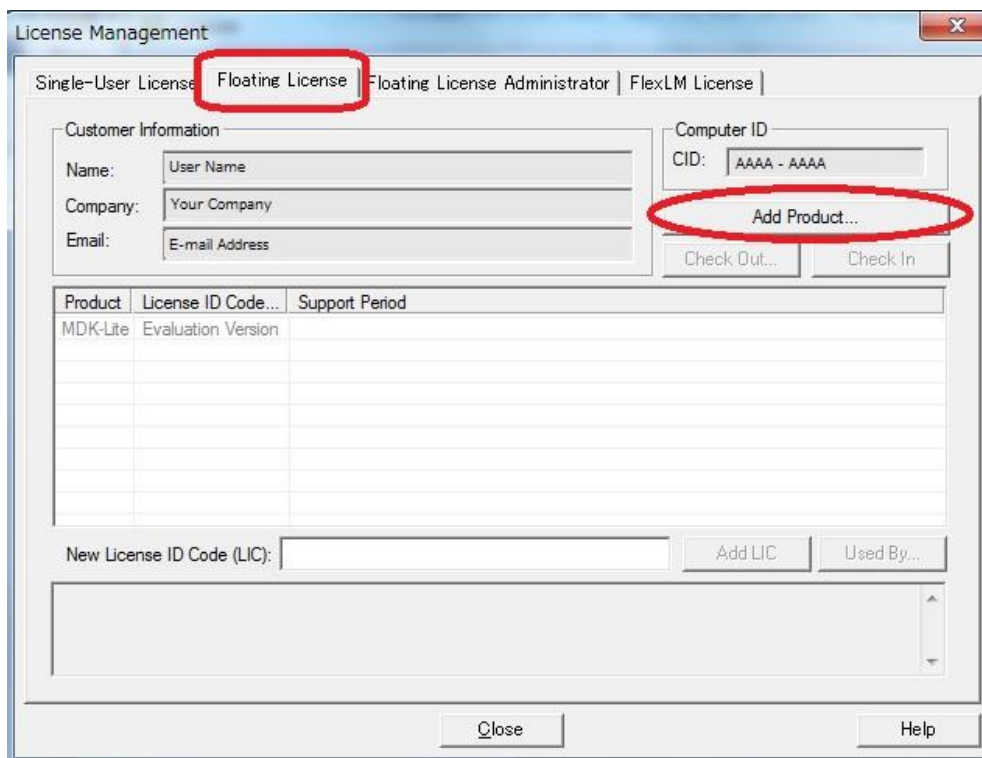 License Management
Single-User License Floating License Floating License Administrator FlexLM License
Customer Information
Name: User Name
Company: Your Company
Email: E-mail Address
Computer ID
CID: AAAA - AAAA
Add Product...
Check Out... Check In
Product License ID Code... Support Period
MDK-Lite Evaluation Version
New License ID Code (LIC): Add LIC Used By...
Close Help